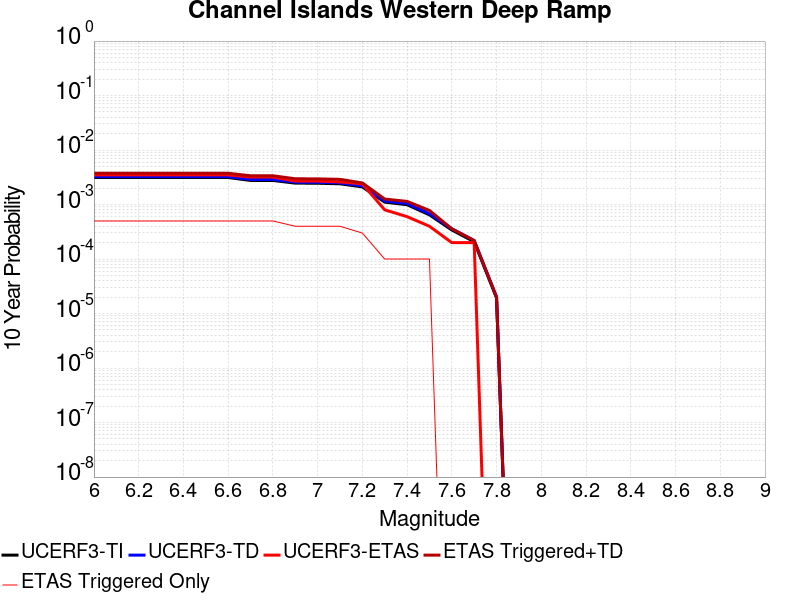 Channel Islands Western Deep Ramp
10^0
10^-1
10^-2
10^-3
10^-4
10^-5
10^-6
10^-7
10^-8
10 Year Probability
6 6.2 6.4 6.6 6.8 7 7.2 7.4 7.6 7.8 8 8.2 8.4 8.6 8.8 9
Magnitude
UCERF3-TI UCERF3-TD UCERF3-ETAS ETAS Triggered+TD
ETAS Triggered Only